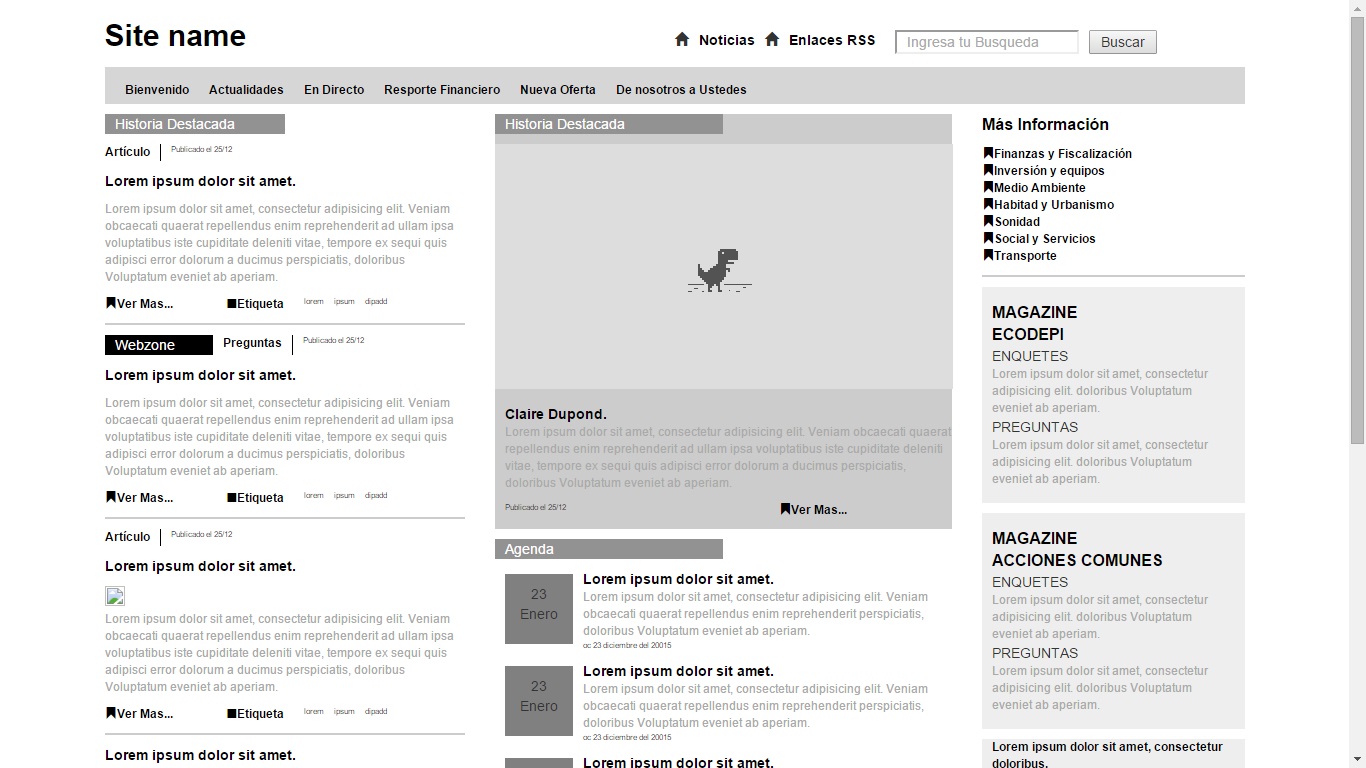 Site name
Noticias
Enlaces RSS
Ingresa tu Busqueda
Buscar
Bienvenido
Actualidades
En Directo
Resporte Financiero
Nueva Oferta
De nosotros a Ustedes
Historia Destacada
Artículo
Publicado el 25/12
Lorem ipsum dolor sit amet.
Lorem ipsum dolor sit amet, consectetur adipisicing elit. Veniam
obcaecati quaerat repellendus enim reprehenderit ad ullam ipsa
voluptatibus iste cupiditate deleniti vitae, tempore ex sequi quis
adipisci error dolorum a ducimus perspiciatis, doloribus
Voluptatum eveniet ab aperiam.
Ver Mas...
Etiqueta
lorem
ipsum
dipadd
Webzone
Preguntas
Publicado el 25/12
Lorem ipsum dolor sit amet.
Lorem ipsum dolor sit amet, consectetur adipisicing elit. Veniam
obcaecati quaerat repellendus enim reprehenderit ad ullam ipsa
voluptatibus iste cupiditate deleniti vitae, tempore ex sequi quis
adipisci error dolorum a ducimus perspiciatis, doloribus
Voluptatum eveniet ab aperiam.
Ver Mas...
Etiqueta
lorem
ipsum
dipadd
Artículo
Publicado el 25/12
Lorem ipsum dolor sit amet.
Lorem ipsum dolor sit amet, consectetur adipisicing elit. Veniam
obcaecati quaerat repellendus enim reprehenderit ad ullam ipsa
voluptatibus iste cupiditate deleniti vitae, tempore ex sequi quis
adipisci error dolorum a ducimus perspiciatis, doloribus
Voluptatum eveniet ab aperiam.
Ver Mas...
Etiqueta
lorem
ipsum
dipadd
Lorem ipsum dolor sit amet.
Historia Destacada
Claire Dupond.
Lorem ipsum dolor sit amet, consectetur adipisicing elit. Veniam obcaecati quaerat
repellendus enim reprehenderit ad ullam ipsa voluptatibus iste cupiditate deleniti
vitae, tempore ex sequi quis adipisci error dolorum a ducimus perspiciatis,
doloribus Voluptatum eveniet ab aperiam.
Publicado el 25/12
Ver Mas...
Agenda
23
Enero
Lorem ipsum dolor sit amet.
Lorem ipsum dolor sit amet, consectetur adipisicing elit. Veniam
obcaecati quaerat repellendus enim reprehenderit perspiciatis,
doloribus Voluptatum eveniet ab aperiam.
oc 23 diciembre del 20015
23
Enero
Lorem ipsum dolor sit amet.
Lorem ipsum dolor sit amet, consectetur adipisicing elit. Veniam
obcaecati quaerat repellendus enim reprehenderit perspiciatis,
doloribus Voluptatum eveniet ab aperiam.
oc 23 diciembre del 20015
Lorem ipsum dolor sit amet.
Más Información
Finanzas y Fiscalización
Inversión y equipos
Medio Ambiente
Habitad y Urbanismo
Sonidad
Social y Servicios
Transporte
MAGAZINE
ECODEPI
ENQUETES
Lorem ipsum dolor sit amet, consectetur
adipisicing elit. doloribus Voluptatum
eveniet ab aperiam.
PREGUNTAS
Lorem ipsum dolor sit amet, consectetur
adipisicing elit. doloribus Voluptatum
eveniet ab aperiam.
MAGAZINE
ACCIONES COMUNES
ENQUETES
Lorem ipsum dolor sit amet, consectetur
adipisicing elit. doloribus Voluptatum
eveniet ab aperiam.
PREGUNTAS
Lorem ipsum dolor sit amet, consectetur
adipisicing elit. doloribus Voluptatum
eveniet ab aperiam.
Lorem ipsum dolor sit amet, consectetur
doloribus.